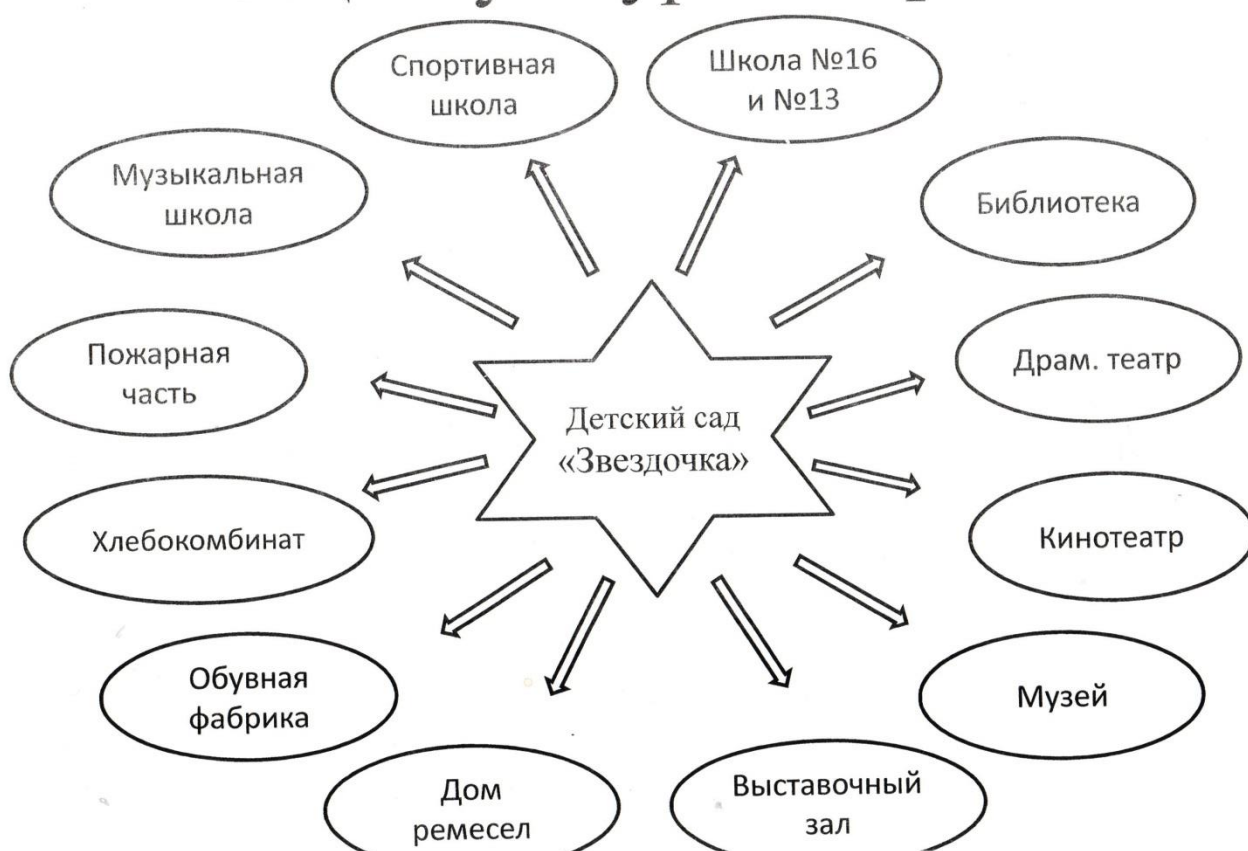 Спортивная
школа
Школа №16
и №13
Музыкальная
школа
Библиотека
Пожарная
часть
Драм. театр
Детский сад
«Звездочка»
Хлебокомбинат
Кинотеатр
Обувная
фабрика
Музей
Дом
ремесел
Выставочный
зал